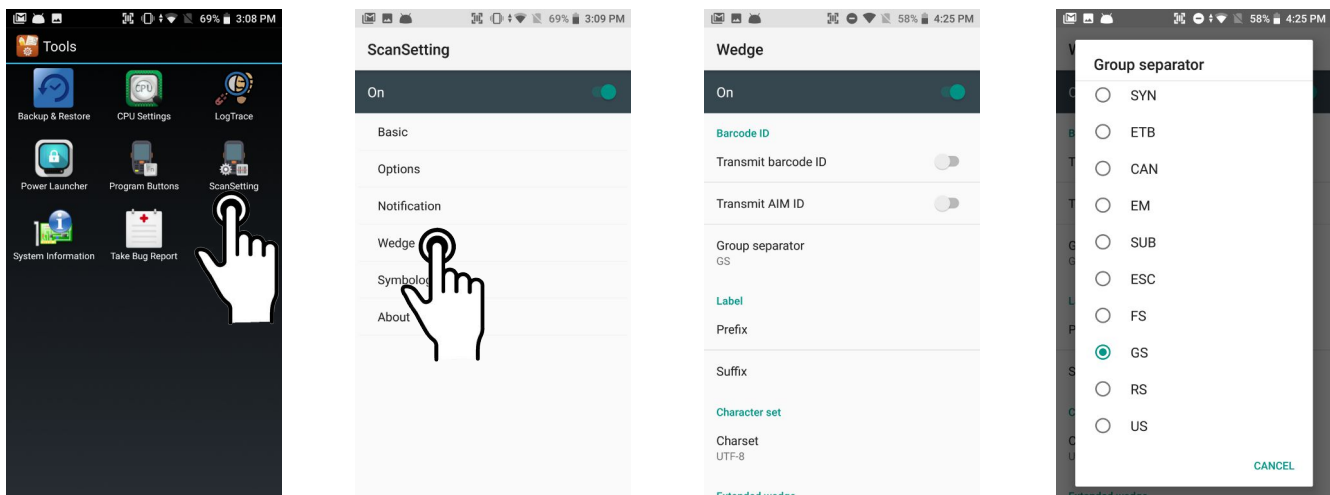 69% 3:08 PM
Tools
Backup & Restore CPU Settings LogTrace
Power Launcher Program Buttons ScanSetting
System Information Take Bug Report
69% 3:09 PM
ScanSetting
On
Basic
Options
Notification
Wedge
About
58% 4:25 PM
Wedge
On
Barcode ID
Transmit barcode ID
Transmit AIM ID
Group separator
GS
Label
Prefix
Suffix
Character set
Charset
UTF-8
58% 4:25 PM
Group separator
SYN
ETB
CAN
EM
SUB
ESC
FS
GS
RS
US
CANCEL